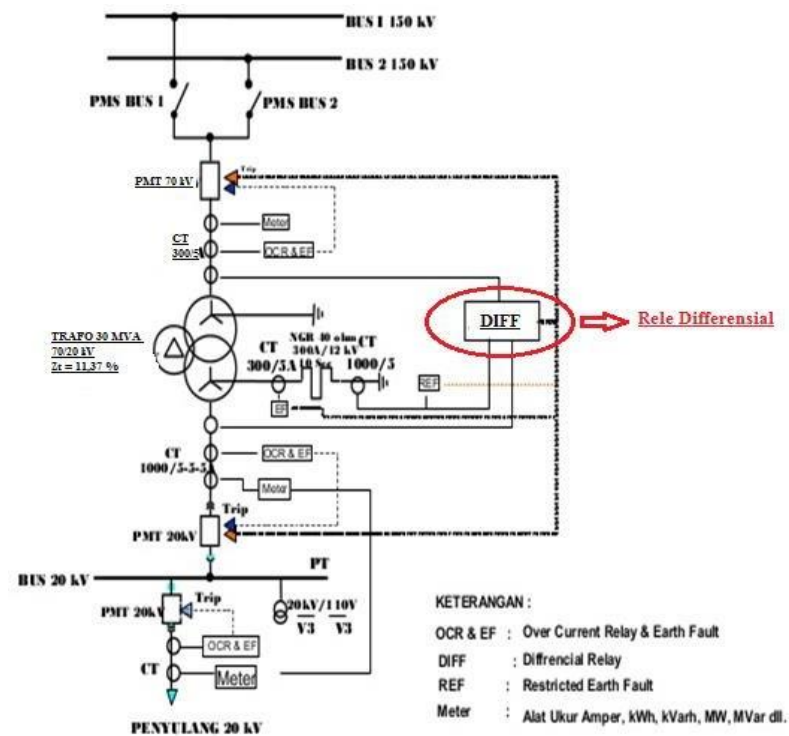 BUS 1 150 kV
BUS 2 150 kV
PMS BUS 1
PMS BUS 2
Trip
PMT 70 kV
Meter
CT
300/5A
OCR & EF
DIFF
Rele Differensial
TRAFO 30 MVA
70/20 kV
Zt = 11,37 %
NGR 40 ohm
300A/12 kV
10 Sec
CT
300/5A
CT
1000/5
REF
EF
CT
1000/5-5-5A
OCR & EF
Meter
Trip
PMT 20kV
PT
BUS 20 kV
Trip
PMT 20kV
20kV/110V
V3 V3
OCR & EF
CT
Meter
PENYULANG 20 kV
KETERANGAN :
OCR & EF : Over Current Relay & Earth Fault
DIFF : Diffrencial Relay
REF : Restricted Earth Fault
Meter : Alat Ukur Amper, kWh, kVarh, MW, MVar dll.